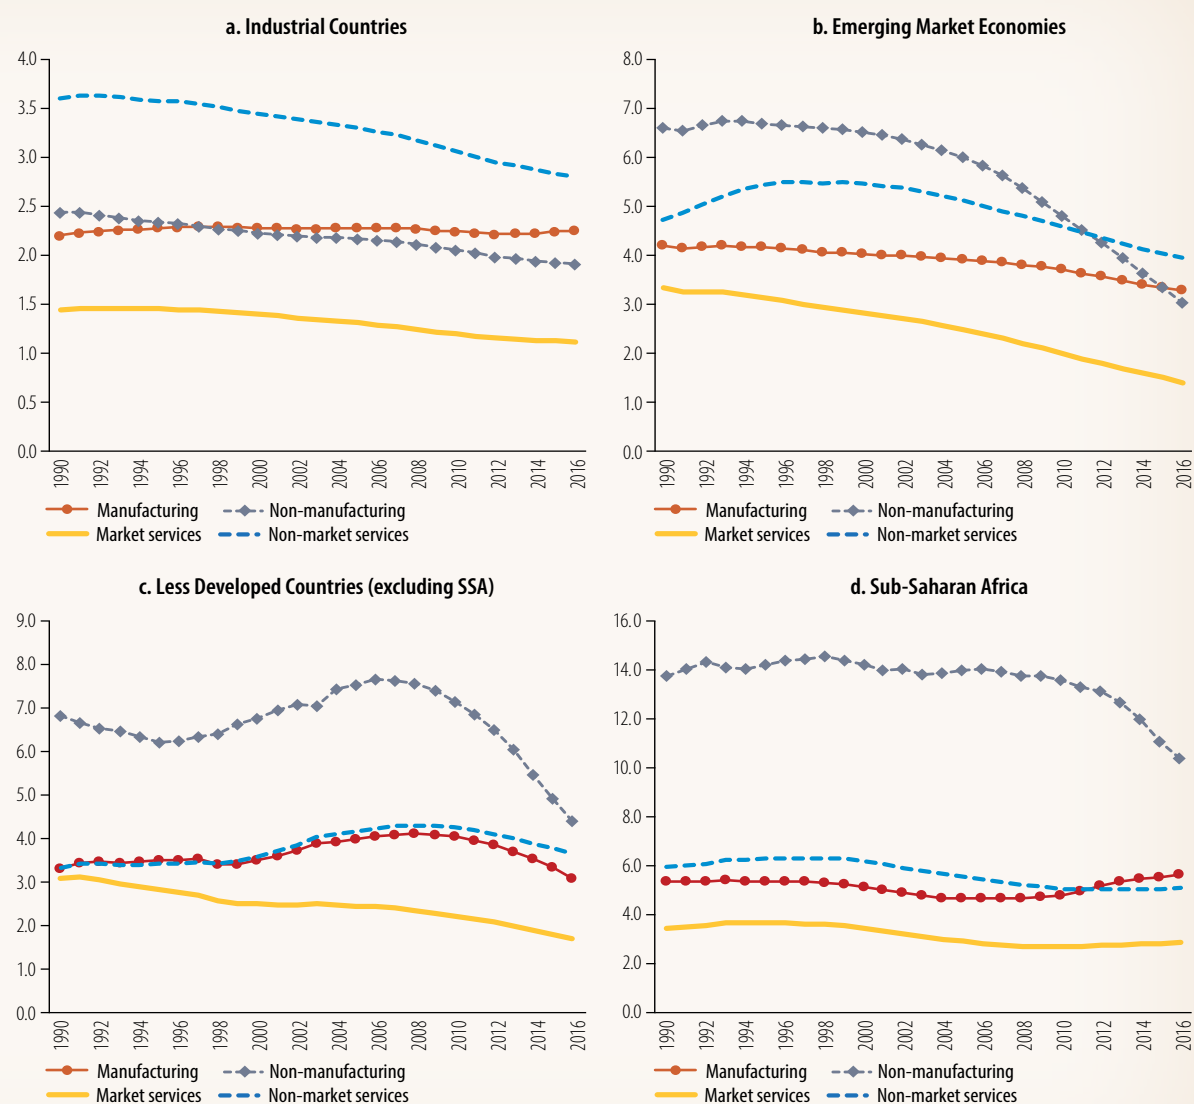 a. Industrial Countries
4.0
3.5
3.0
2.5
2.0
1.5
1.0
0.5
0.0
1990 1992 1994 1996 1998 2000 2002 2004 2006 2008 2010 2012 2014 2016
Manufacturing Non-manufacturing
Market services Non-market services
b. Emerging Market Economies
8.0
7.0
6.0
5.0
4.0
3.0
2.0
1.0
0.0
1990 1992 1994 1996 1998 2000 2002 2004 2006 2008 2010 2012 2014 2016
Manufacturing Non-manufacturing
Market services Non-market services
c. Less Developed Countries (excluding SSA)
9.0
8.0
7.0
6.0
5.0
4.0
3.0
2.0
1.0
0.0
1990 1992 1994 1996 1998 2000 2002 2004 2006 2008 2010 2012 2014 2016
Manufacturing Non-manufacturing
Market services Non-market services
d. Sub-Saharan Africa
16.0
14.0
12.0
10.0
8.0
6.0
4.0
2.0
0.0
1990 1992 1994 1996 1998 2000 2002 2004 2006 2008 2010 2012 2014 2016
Manufacturing Non-manufacturing
Market services Non-market services